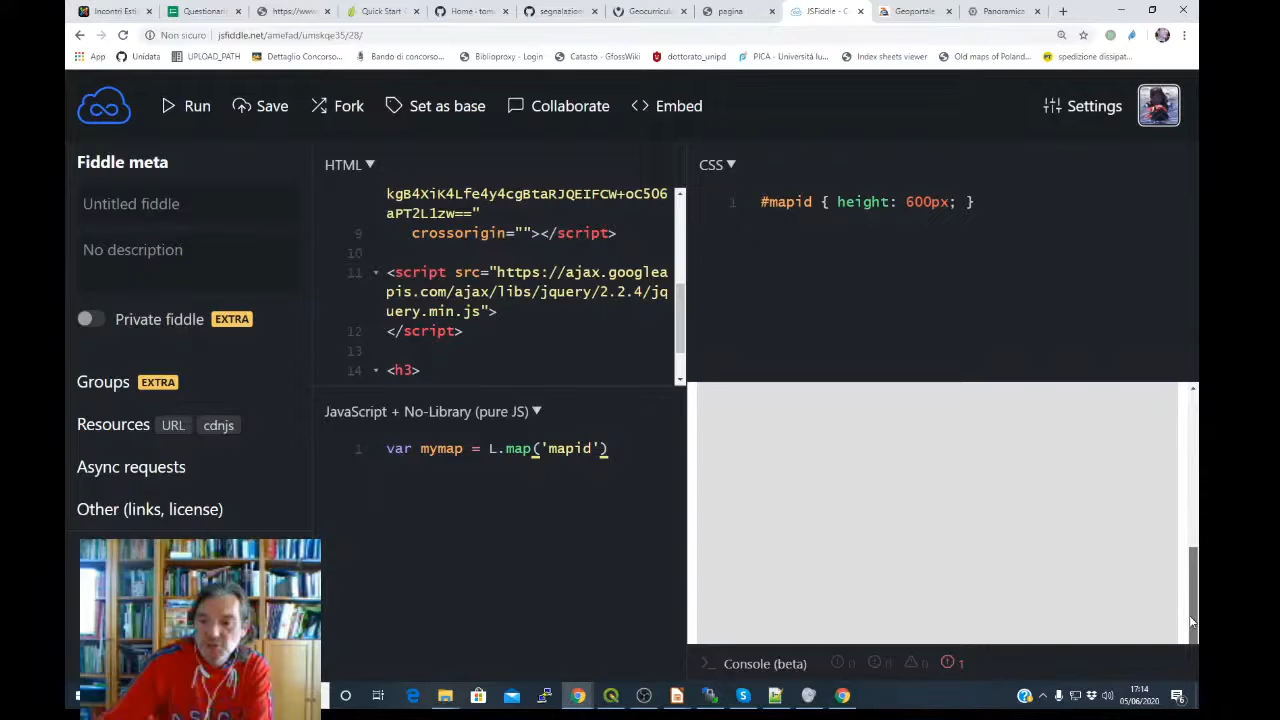 Incontri Esti
Questionario
https://www
Quick Start
Home - tom
segnalazione
Geocurricul
pagina
JSFiddle - C
Geoportale
Panoramica
Non sicuro
jsfiddle.net/amefad/umskqe35/28/
App
Unidata
UPLOAD_PATH
Dettaglio Concorso...
Bando di concorso...
Biblioproxy - Login
Catasto - GfossWiki
dottorato_unipd
PICA - Università lu...
Index sheets viewer
Old maps of Poland...
spedizione dissipat...
Run
Save
Fork
Set as base
Collaborate
Embed
Settings
Fiddle meta
Untitled fiddle
No description
Private fiddle EXTRA
Groups EXTRA
Resources URL cdnjs
Async requests
Other (links, license)
HTML
kgB4XiK4Lfe4y4cgBtaRJQEIFCW+oC5O6
aPT2L1zw=="
9 crossorigin=""></script>
10
11 <script src="https://ajax.googlea
pis.com/ajax/libs/jquery/2.2.4/jq
uery.min.js">
12 </script>
13
14 <h3>
JavaScript + No-Library (pure JS)
1 var mymap = L.map('mapid')
CSS
1 #mapid { height: 600px; }
>_ Console (beta)
0
0
0
1
17:14
05/06/2020
6